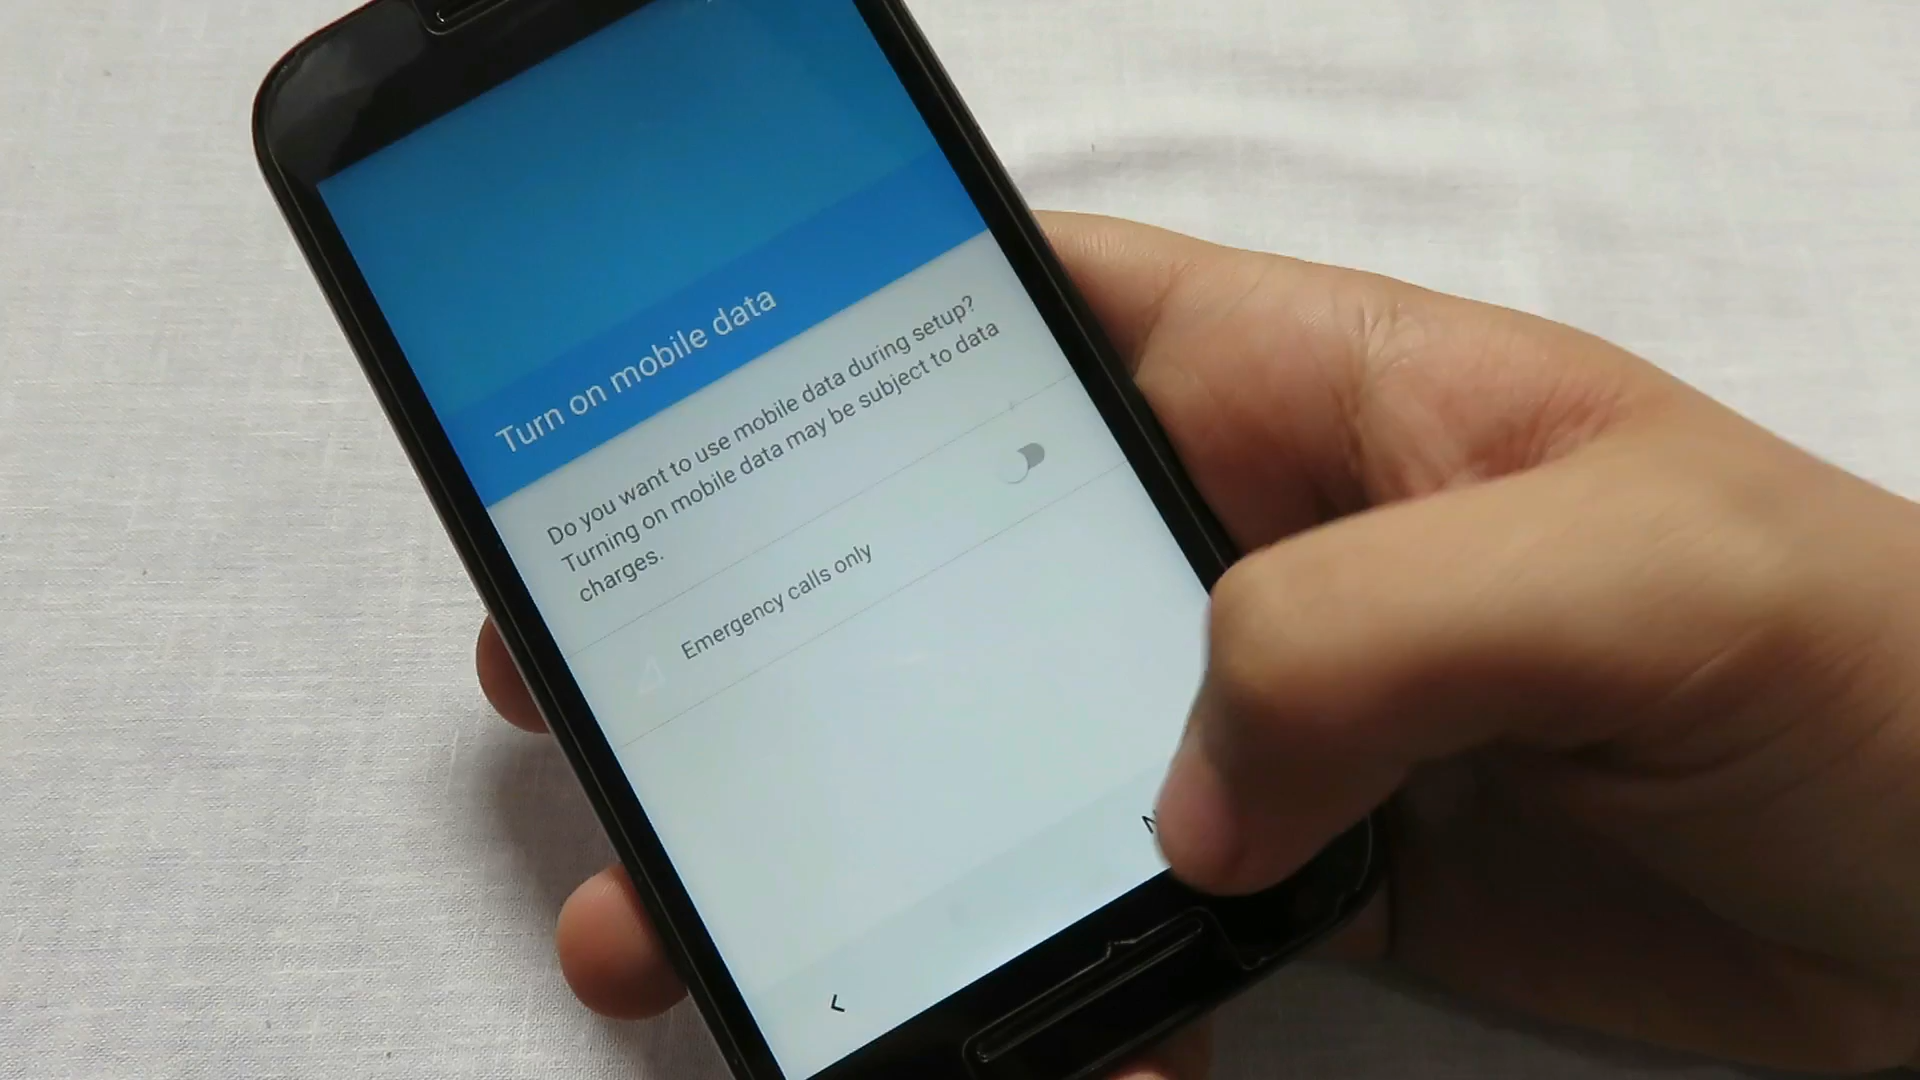 Turn on mobile data
Do you want to use mobile data during setup?
Turning on mobile data may be subject to data
charges.
Emergency calls only